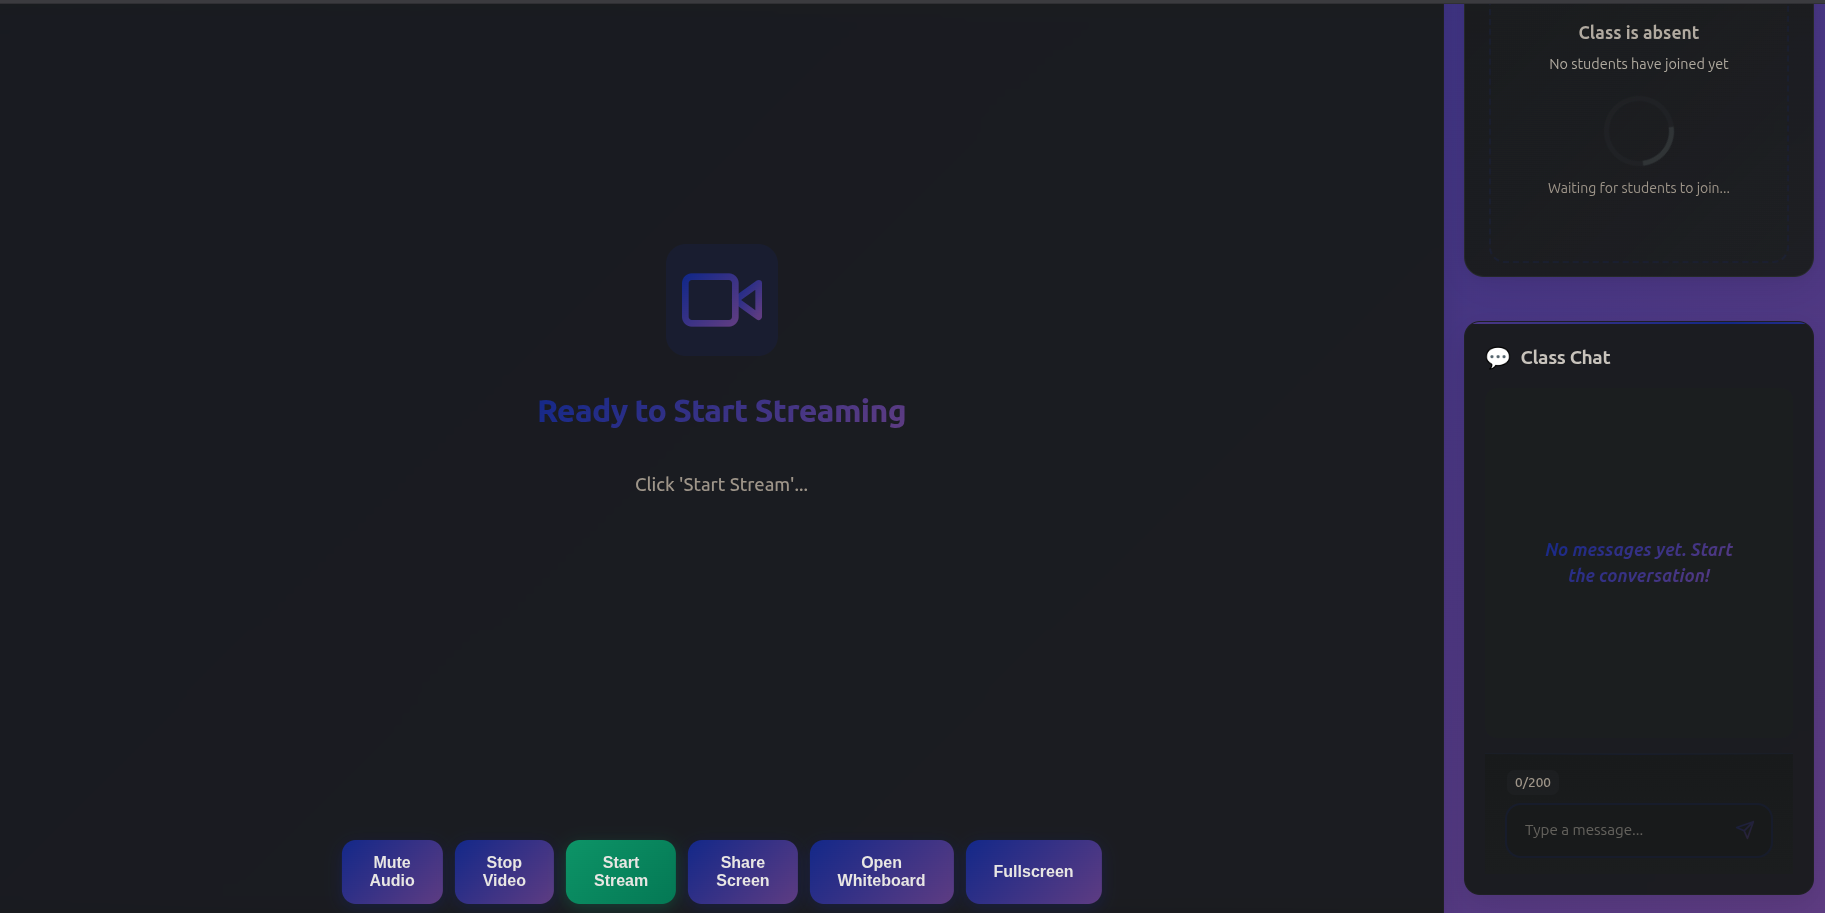 Class is absent
No students have joined yet
Waiting for students to join...
Ready to Start Streaming
Click 'Start Stream'...
💬 Class Chat
No messages yet. Start
the conversation!
0/200
Type a message...
Mute
Audio
Stop
Video
Start
Stream
Share
Screen
Open
Whiteboard
Fullscreen